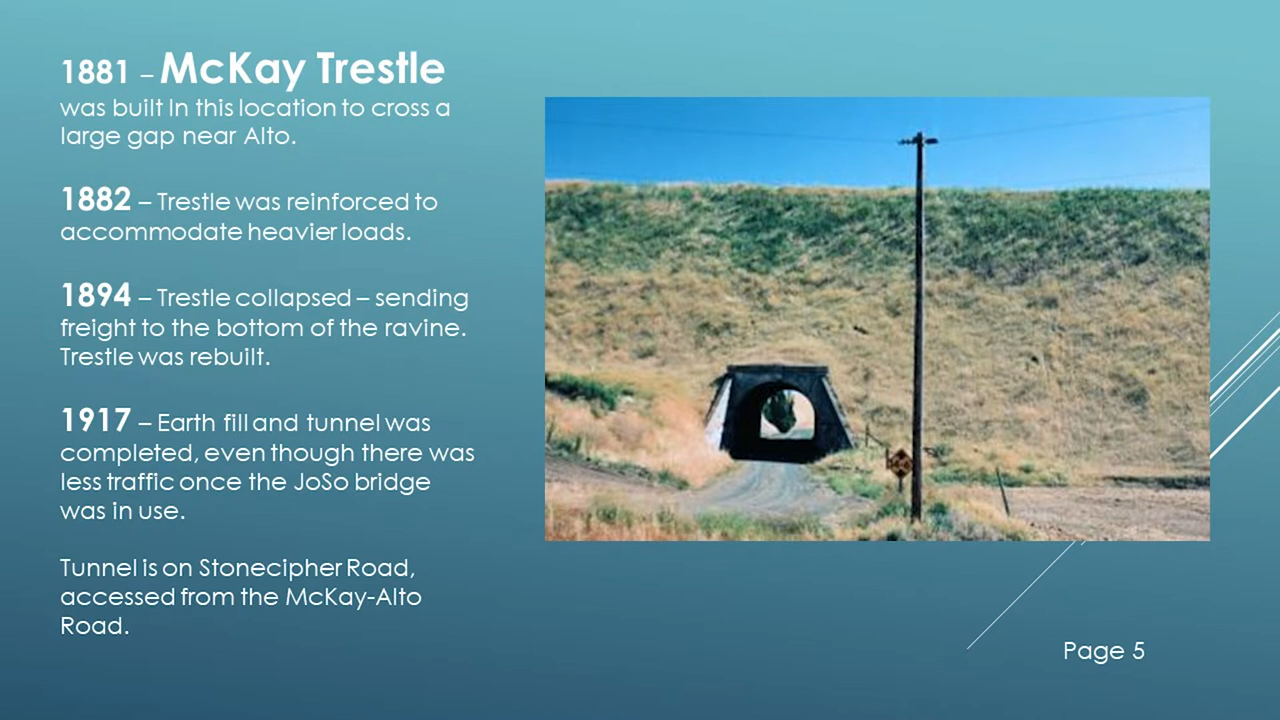 1881 – McKay Trestle
was built In this location to cross a
large gap near Alto.
1882 – Trestle was reinforced to
accommodate heavier loads.
1894 – Trestle collapsed – sending
freight to the bottom of the ravine.
Trestle was rebuilt.
1917 – Earth fill and tunnel was
completed, even though there was
less traffic once the JoSo bridge
was in use.
Tunnel is on Stonecipher Road,
accessed from the McKay-Alto
Road.
Page 5